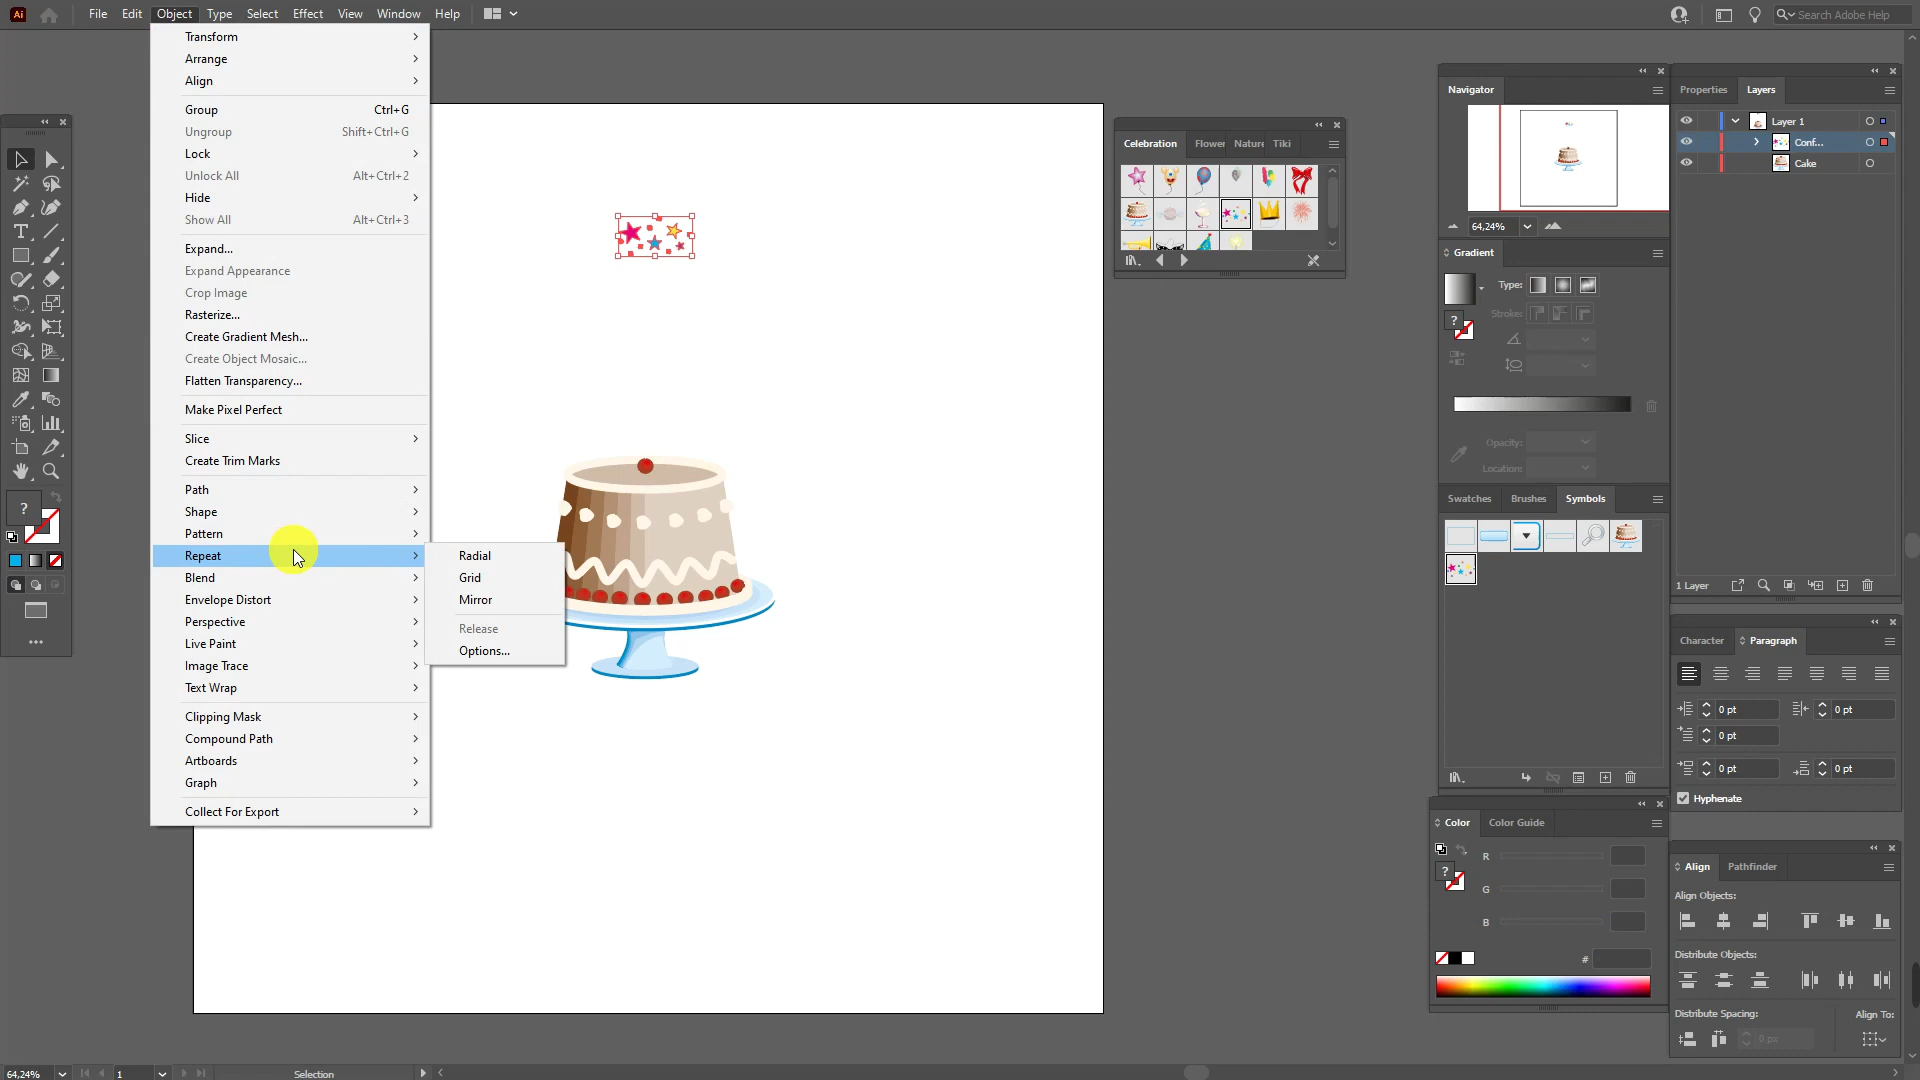 Ai File Edit Object Type Select Effect View Window Help Search Adobe Help
Transform
Arrange
Align
Group Ctrl+G
Ungroup Shift+Ctrl+G
Lock
Unlock All Alt+Ctrl+2
Hide
Show All Alt+Ctrl+3
Expand...
Expand Appearance
Crop Image
Rasterize...
Create Gradient Mesh...
Create Object Mosaic...
Flatten Transparency...
Make Pixel Perfect
Slice
Create Trim Marks
Path
Shape
Pattern
Repeat
Blend
Envelope Distort
Perspective
Live Paint
Image Trace
Text Wrap
Clipping Mask
Compound Path
Artboards
Graph
Collect For Export
Radial
Grid
Mirror
Release
Options...
Celebration Flower Nature Tiki
Navigator
64,24%
Gradient
Type:
Stroke:
Opacity:
Location:
Swatches Brushes Symbols
Color Color Guide
R
G
B
#
Properties Layers
Layer 1
Conf...
Cake
1 Layer
Character Paragraph
0 pt 0 pt
0 pt
0 pt 0 pt
Hyphenate
Align Pathfinder
Align Objects:
Distribute Objects:
Distribute Spacing: Align To:
0 px
? ? ? ?
64,24% 1 Selection